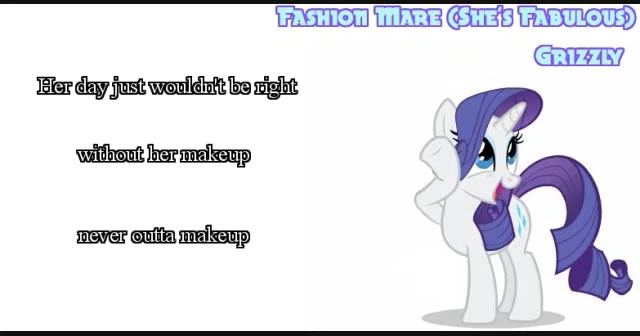 Fashion Mare (She's Fabulous)
Grizzly
Her day just wouldn't be right
without her makeup
never outta makeup